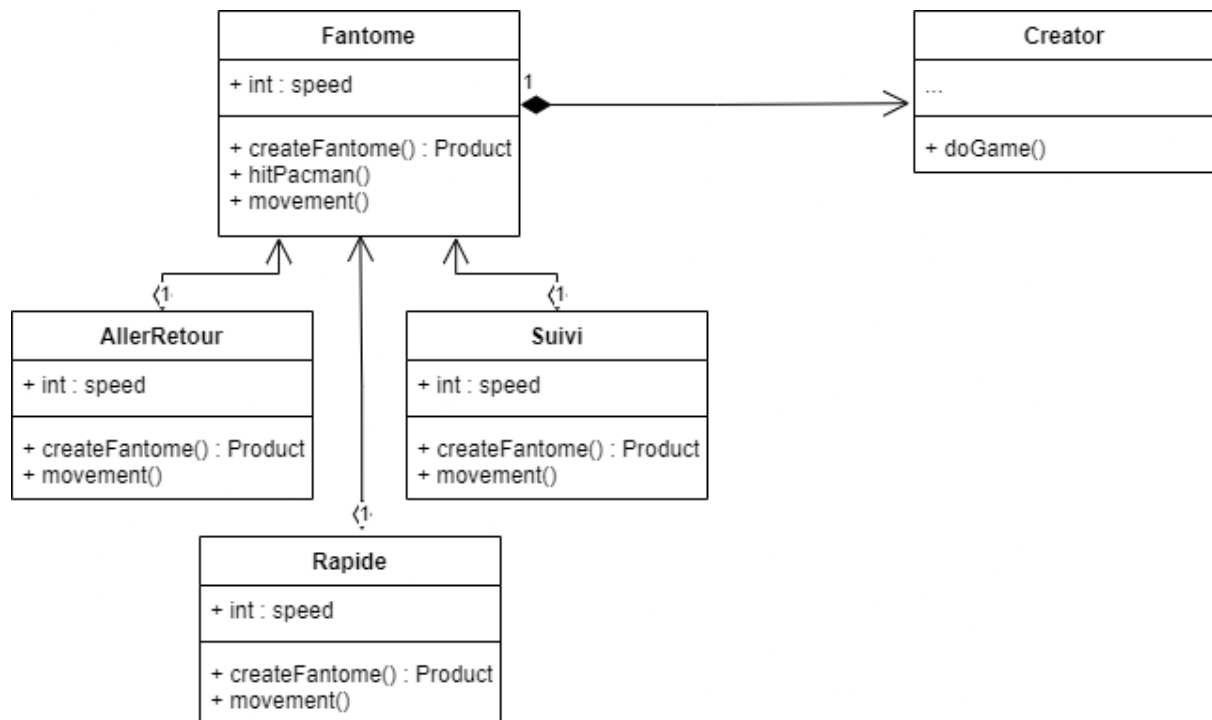 Fantome
+ int : speed
+ createFantome() : Product
+ hitPacman()
+ movement()
1
Creator
...
+ doGame()
1
AllerRetour
+ int : speed
+ createFantome() : Product
+ movement()
1
Suivi
+ int : speed
+ createFantome() : Product
+ movement()
1
Rapide
+ int : speed
+ createFantome() : Product
+ movement()